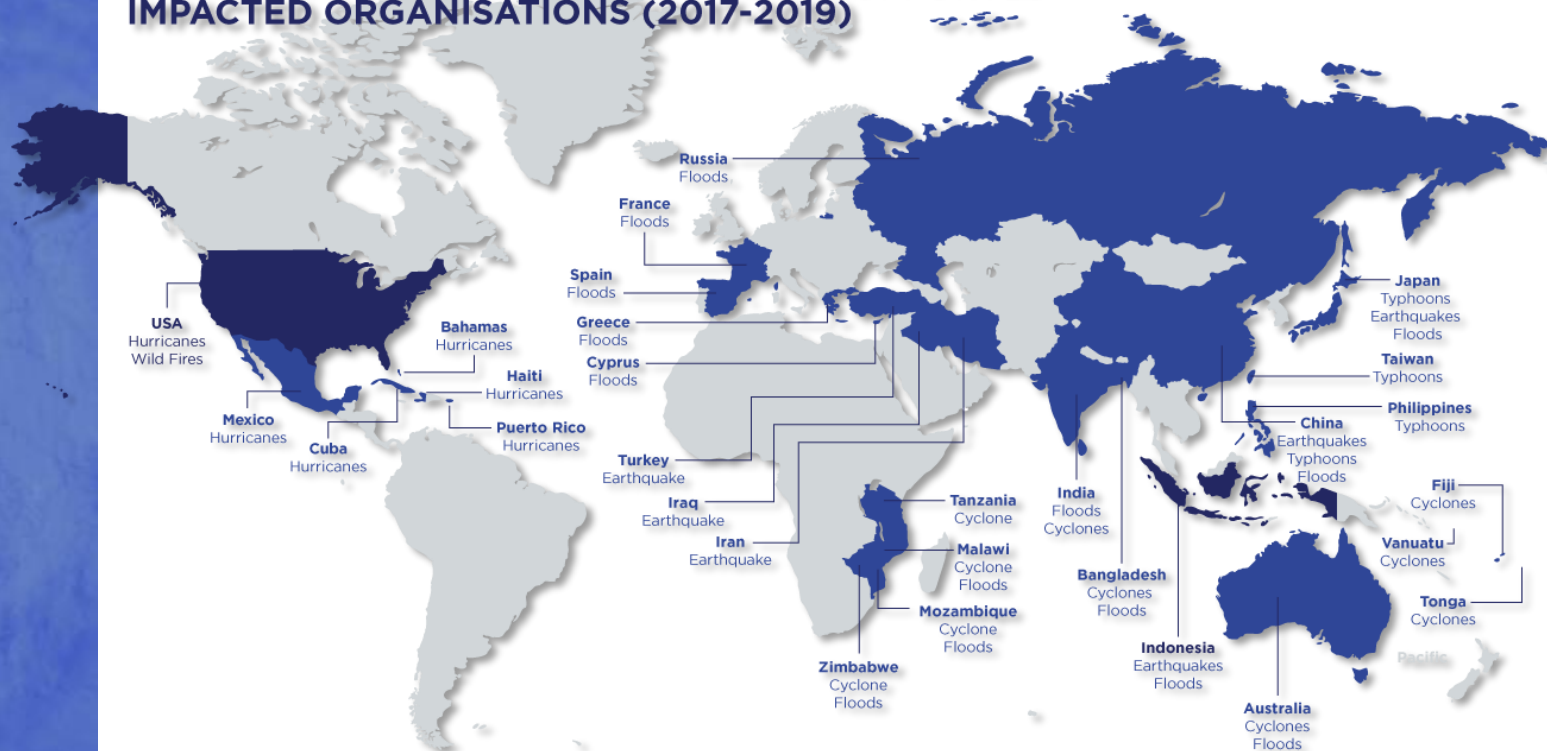 IMPACTED ORGANISATIONS (2017-2019)
Russia
Floods
France
Floods
Spain
Floods
Greece
Floods
Cyprus
Floods
USA
Hurricanes
Wild Fires
Bahamas
Hurricanes
Haiti
Hurricanes
Mexico
Hurricanes
Cuba
Hurricanes
Puerto Rico
Hurricanes
Turkey
Earthquake
Iraq
Earthquake
Iran
Earthquake
Tanzania
Cyclone
Malawi
Cyclone
Floods
Mozambique
Cyclone
Floods
Zimbabwe
Cyclone
Floods
India
Floods
Cyclones
Bangladesh
Cyclones
Floods
Indonesia
Earthquakes
Floods
Australia
Cyclones
Floods
Japan
Typhoons
Earthquakes
Floods
Taiwan
Typhoons
Philippines
Typhoons
China
Earthquakes
Typhoons
Floods
Fiji
Cyclones
Vanuatu
Cyclones
Tonga
Cyclones
Pacific